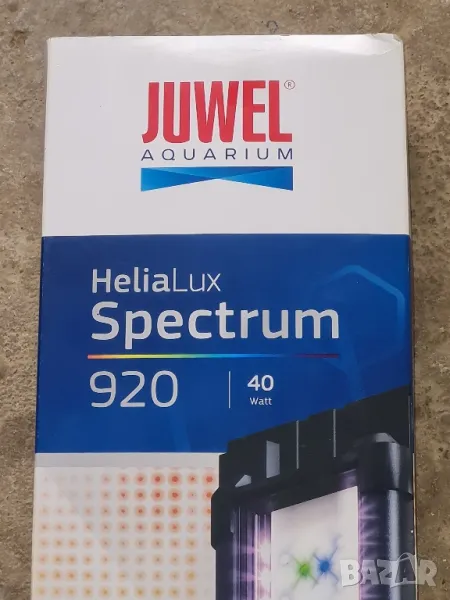 JUWEL®
AQUARIUM
HeliaLux
Spectrum
920
40
Watt
BAZAR